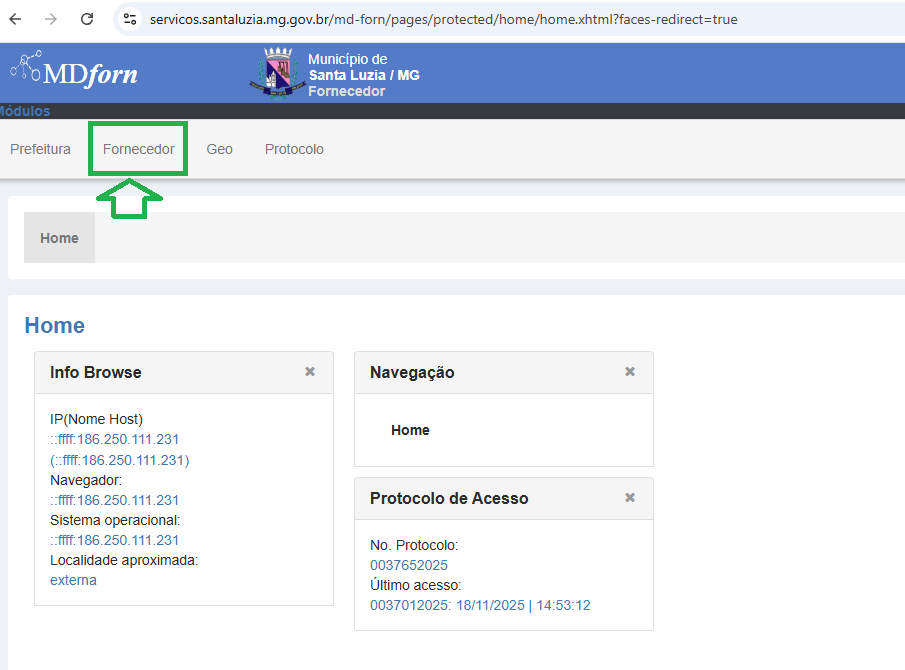 servicos.santaluzia.mg.gov.br/md-forn/pages/protected/home/home.xhtml?faces-redirect=true
MDforn
Município de
Santa Luzia / MG
Fornecedor
Módulos
Prefeitura Fornecedor Geo Protocolo
Home
Home
Info Browse
IP(Nome Host)
::ffff:186.250.111.231
(::ffff:186.250.111.231)
Navegador:
::ffff:186.250.111.231
Sistema operacional:
::ffff:186.250.111.231
Localidade aproximada:
externa
Navegação
Home
Protocolo de Acesso
No. Protocolo:
0037652025
Último acesso:
0037012025: 18/11/2025 | 14:53:12